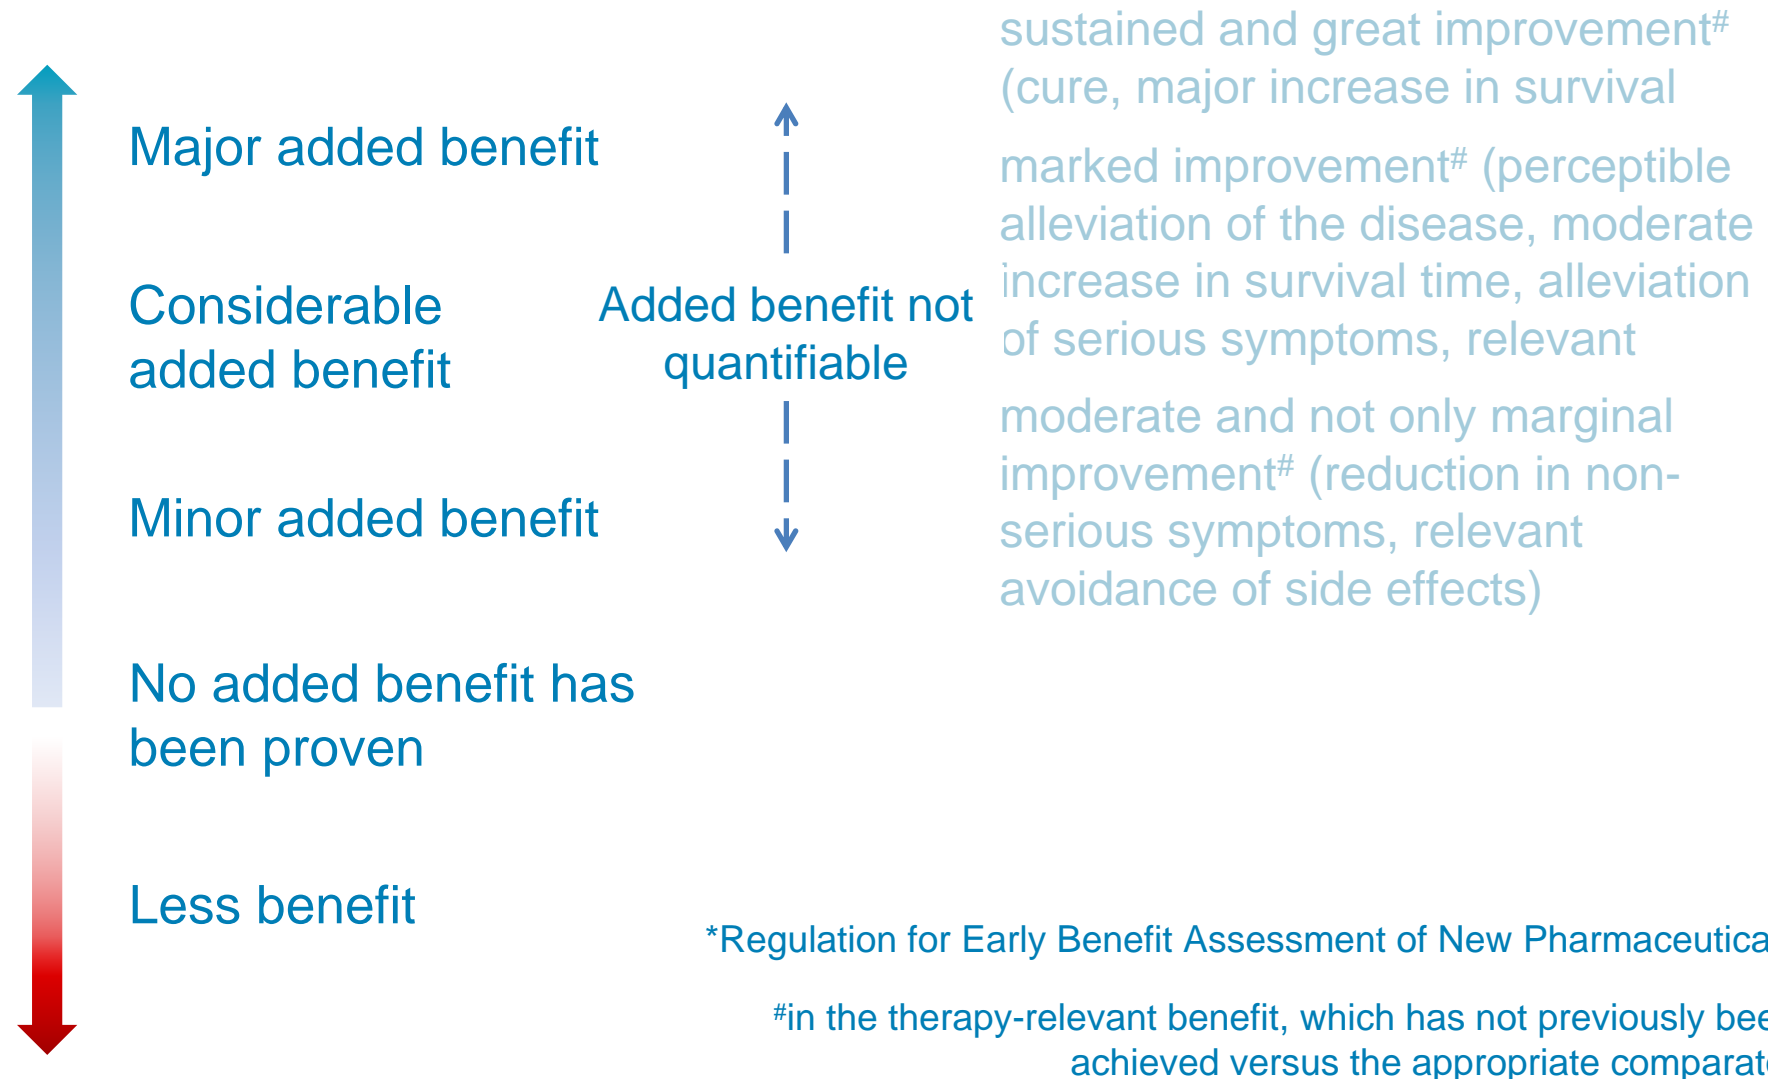 Major added benefit
Considerable
added benefit
Minor added benefit
No added benefit has
been proven
Less benefit
Added benefit not
quantifiable
sustained and great improvement#
(cure, major increase in survival
marked improvement# (perceptible
alleviation of the disease, moderate
increase in survival time, alleviation
of serious symptoms, relevant
moderate and not only marginal
improvement# (reduction in non-
serious symptoms, relevant
avoidance of side effects)
*Regulation for Early Benefit Assessment of New
#in the therapy-relevant benefit, which has not previously
achieved versus the appropriate